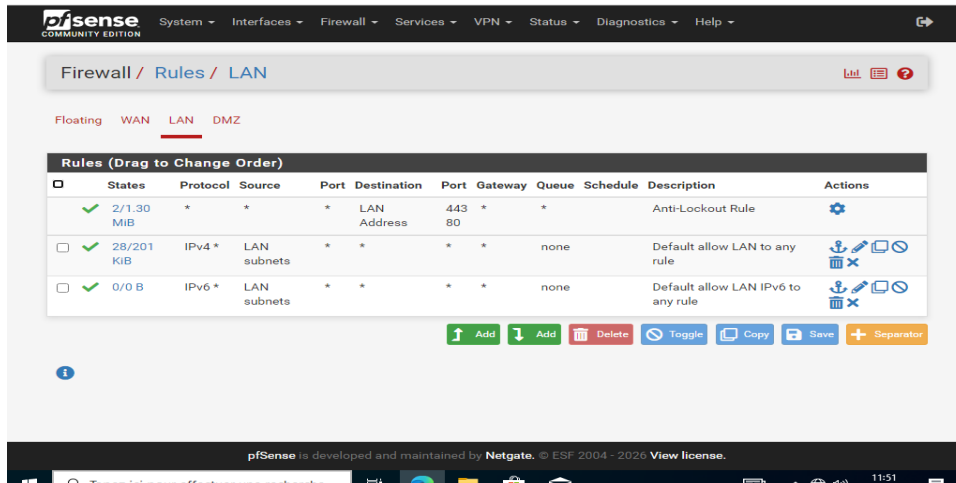 pfsense System Interfaces Firewall Services VPN Status Diagnostics Help
COMMUNITY EDITION
Firewall / Rules / LAN
Floating WAN LAN DMZ
Rules (Drag to Change Order)
States Protocol Source Port Destination Port Gateway Queue Schedule Description Actions
2/1.30 * * * LAN 443 * * Anti-Lockout Rule
MiB Address 80
28/201 IPv4 * LAN * * * * none Default allow LAN to any
KiB subnets rule
0/0 B IPv6 * LAN * * * * none Default allow LAN IPv6 to
subnets any rule
Add Add Delete Toggle Copy Save Separator
pfSense is developed and maintained by Netgate. © ESF 2004 - 2026 View license.
11:51